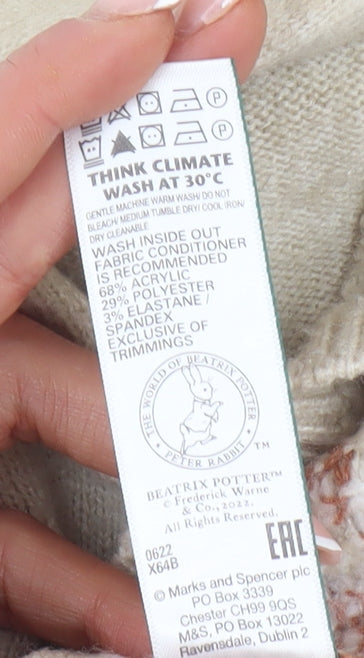 P
P
THINK CLIMATE
WASH AT 30°C
GENTLE MACHINE WARM WASH/ DO NOT
BLEACH/ MEDIUM TUMBLE DRY/ COOL IRON/
DRY CLEANABLE
WASH INSIDE OUT
FABRIC CONDITIONER
IS RECOMMENDED
68% ACRYLIC
29% POLYESTER
3% ELASTANE /
SPANDEX
EXCLUSIVE OF
TRIMMINGS
THE WORLD OF BEATRIX POTTER
• PETER RABBIT • TM
BEATRIX POTTER™
© Frederick Warne
& Co., 2022.
All Rights Reserved.
0622
X64B
EAC
© Marks and Spencer plc
PO Box 3339
Chester CH99 9QS
M&S, PO Box 13022
Ravensdale, Dublin 2